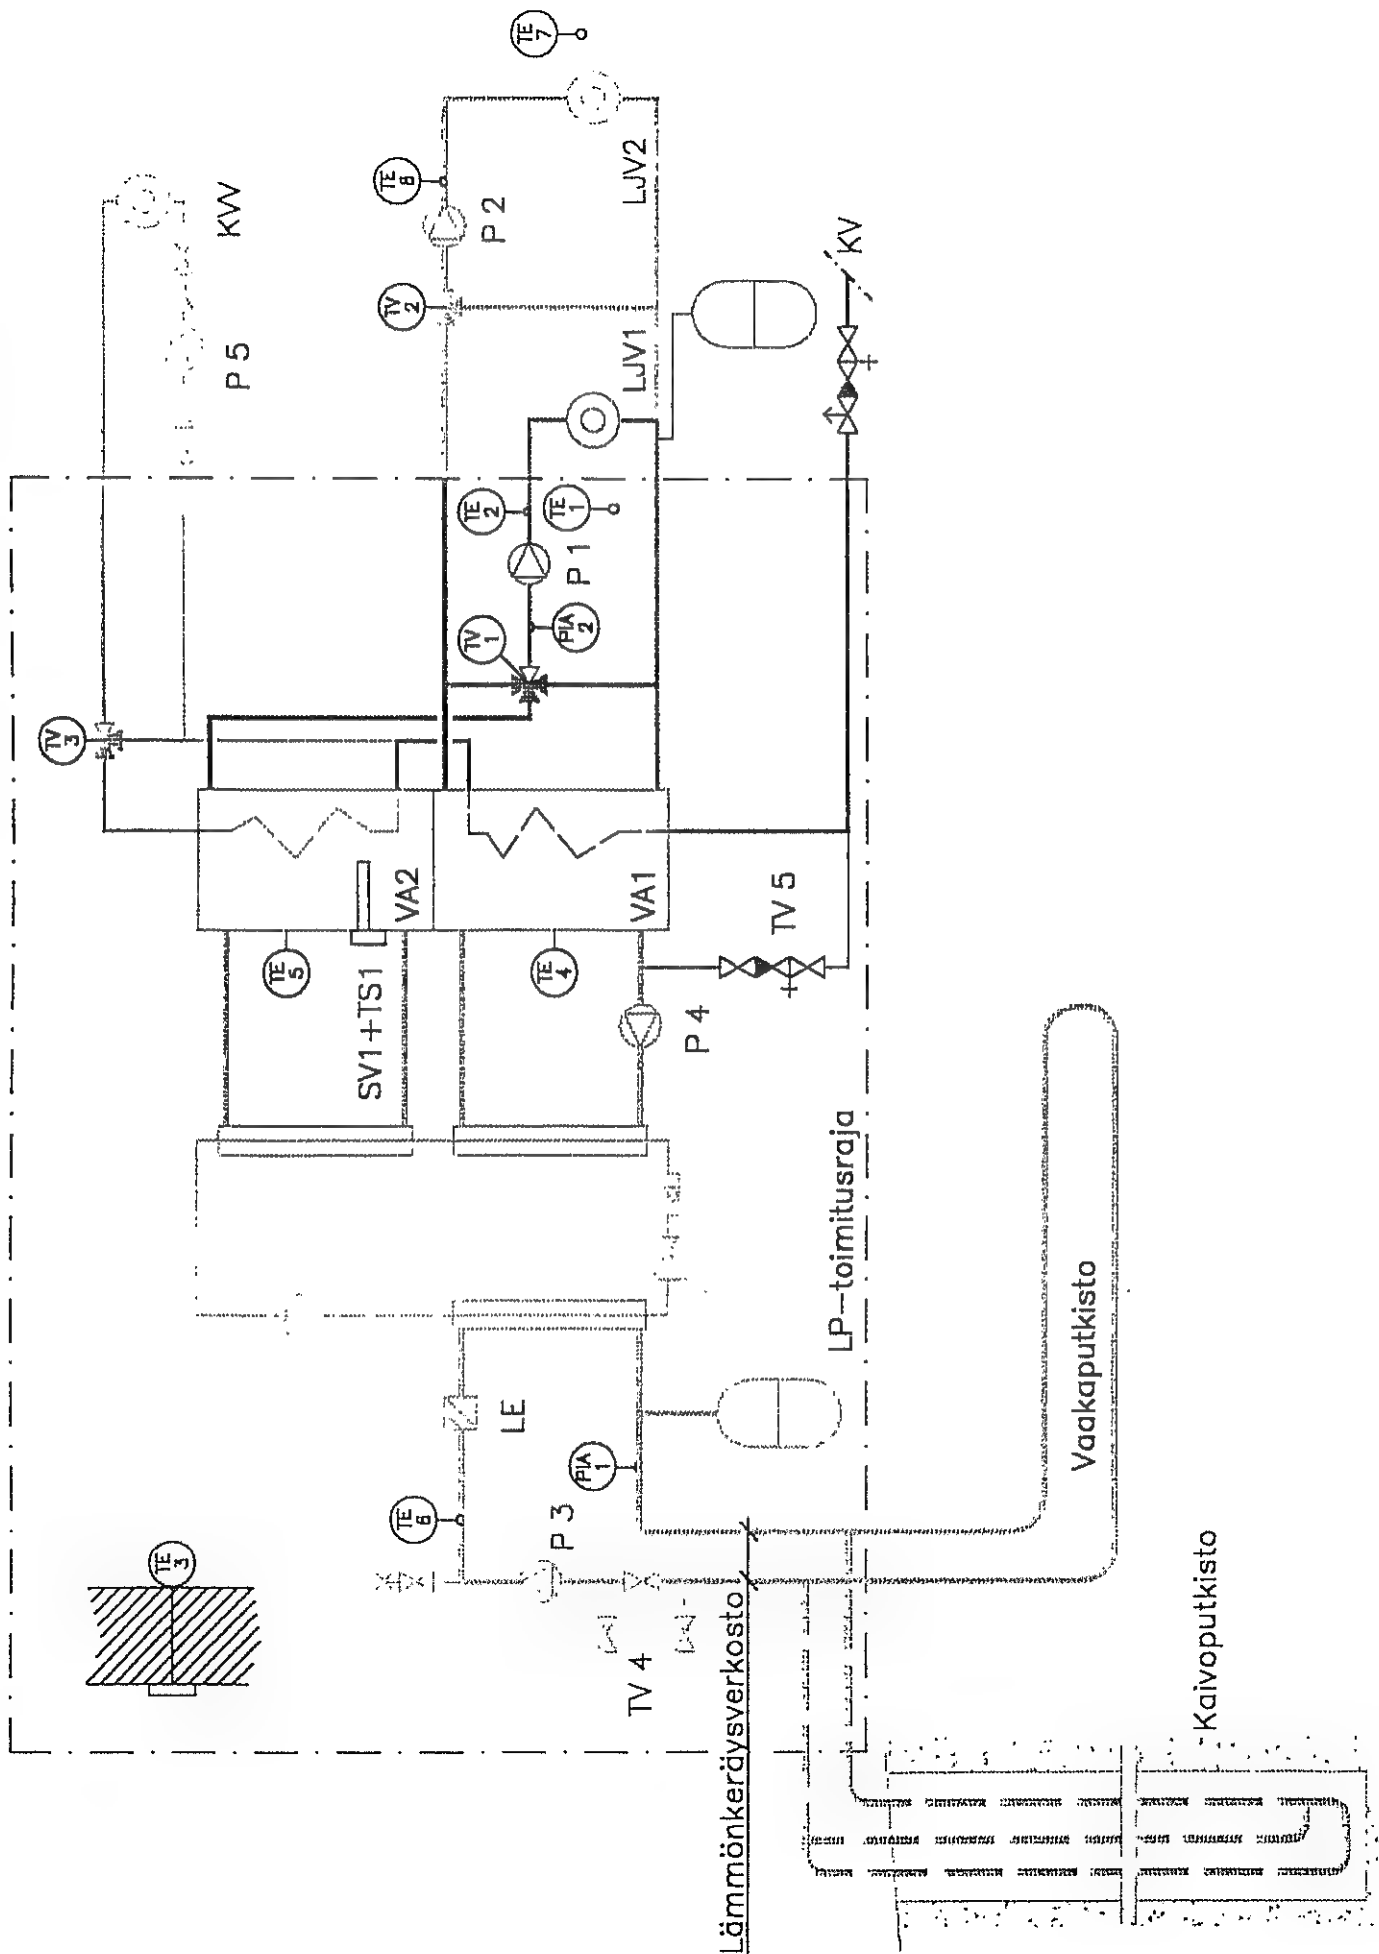 TV
3
TE
3
P 5
KVV
TE
5
SV1+TS1
TE
6
VA2
TV
2
TE
8
TV
1
TE
2
P 2
LE
TE
7
P 3
TE
4
P 1
TE
1
PIA
1
PIA
2
TV 4
VA1
LJV1
LJV2
P 4
Lämmönkeräysverkosto
TV 5
LP-toimitusraja
KV
Vaakaputkisto
Kaivoputkisto